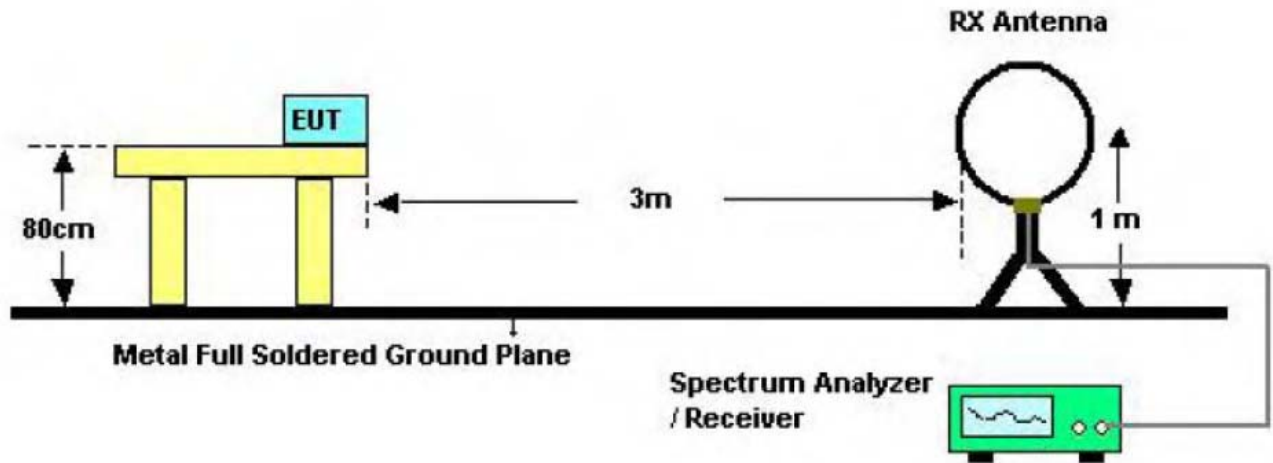 RX Antenna
EUT
80cm
3m
1 m
Metal Full Soldered Ground Plane
Spectrum Analyzer
/ Receiver